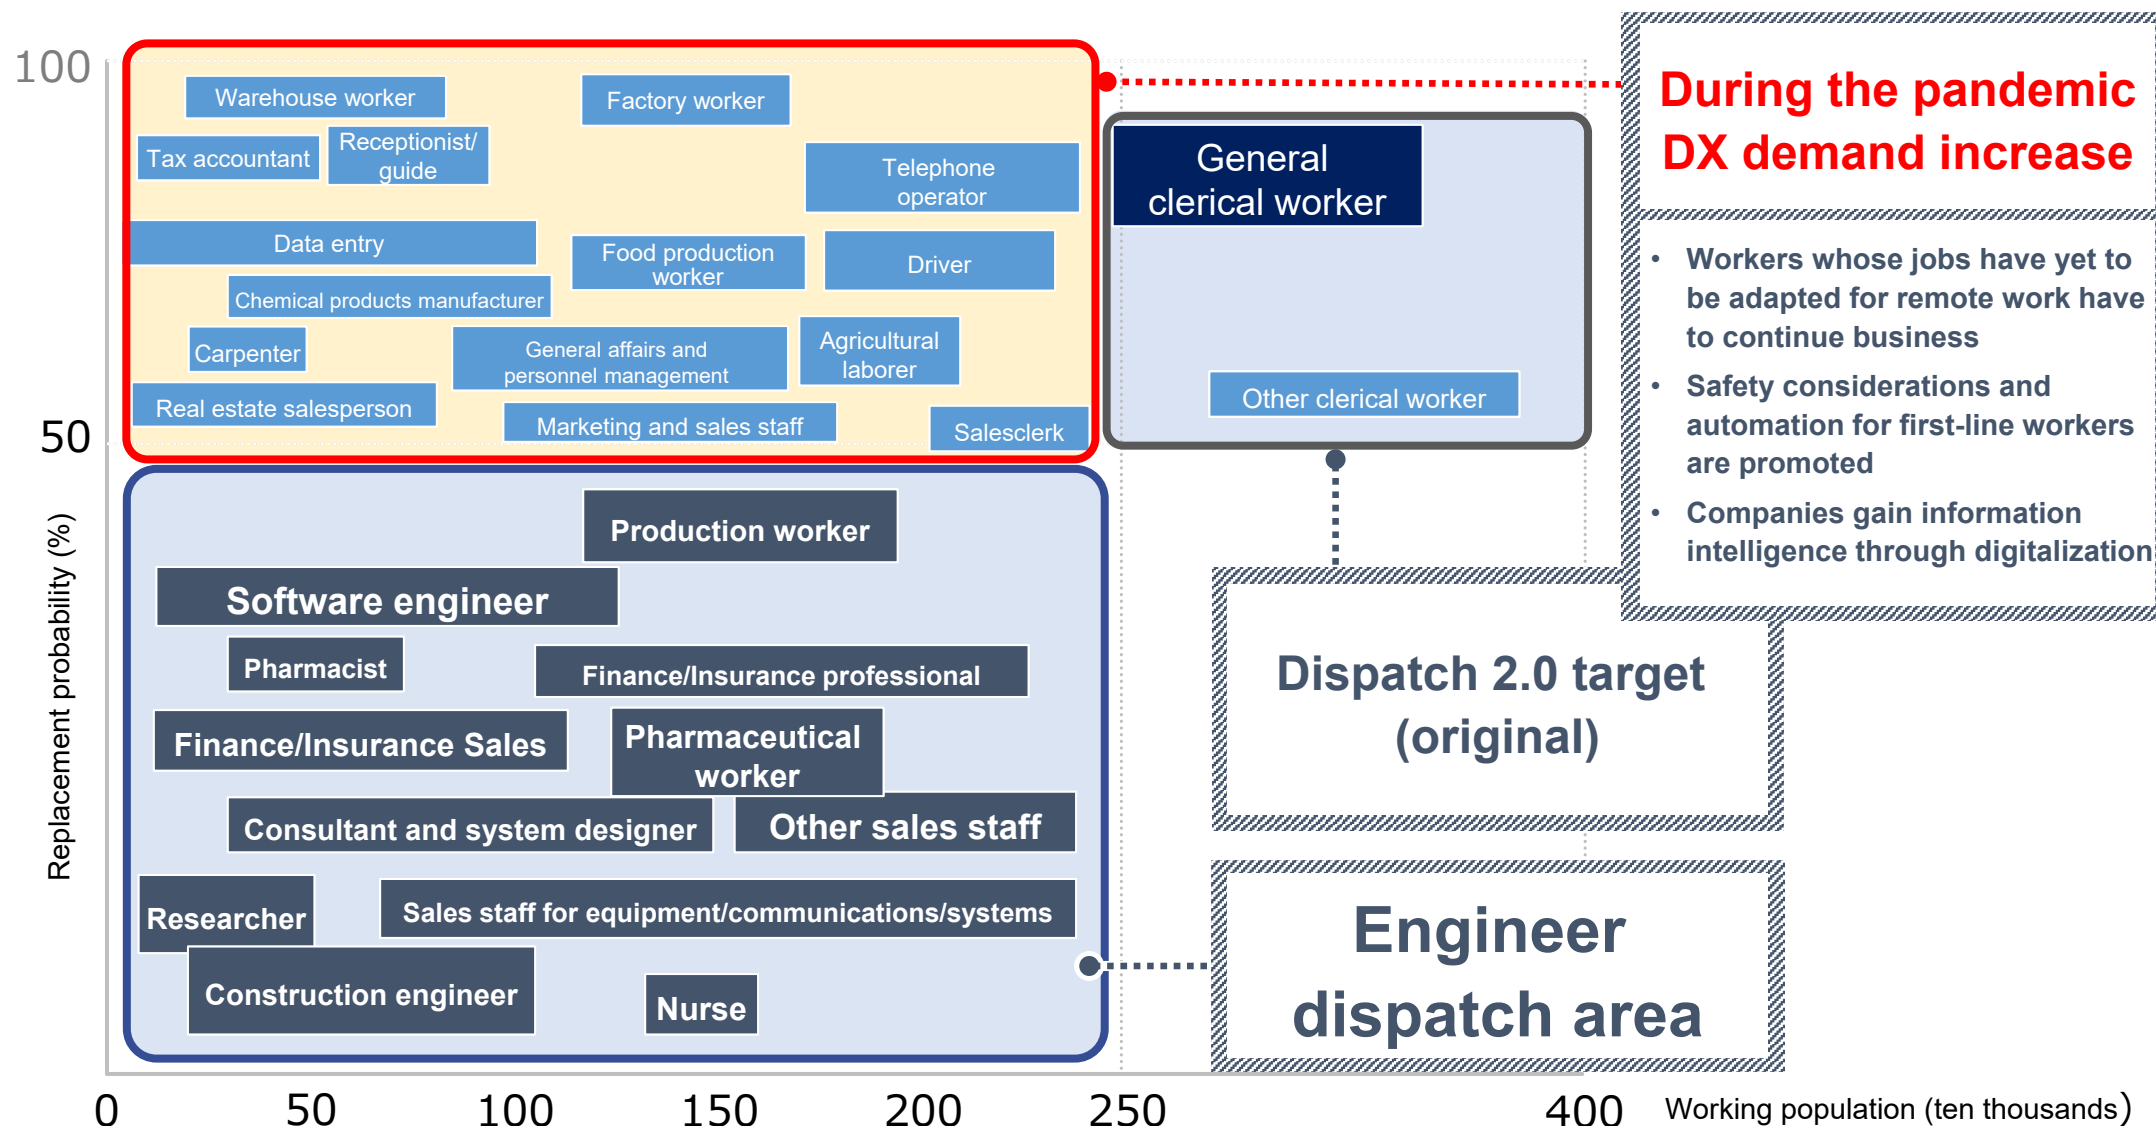 100
50
Replacement probability (%)
Warehouse worker
Factory worker
Tax accountant
Receptionist/
guide
Telephone
operator
Data entry
Food production
worker
Driver
Chemical products manufacturer
Carpenter
General affairs and
personnel management
Agricultural
laborer
Real estate salesperson
Marketing and sales staff
Salesclerk
General
clerical worker
Other clerical worker
Production worker
Software engineer
Pharmacist
Finance/Insurance professional
Finance/Insurance Sales
Pharmaceutical
worker
Consultant and system designer
Other sales staff
Researcher
Sales staff for equipment/communications/systems
Construction engineer
Nurse
During the pandemic
DX demand increase
• Workers whose jobs have yet to
be adapted for remote work have
to continue business
• Safety considerations and
automation for first-line workers
are promoted
• Companies gain information
intelligence through digitalization
Dispatch 2.0 target
(original)
Engineer
dispatch area
0
50
100
150
200
250
400
Working population (ten thousands)